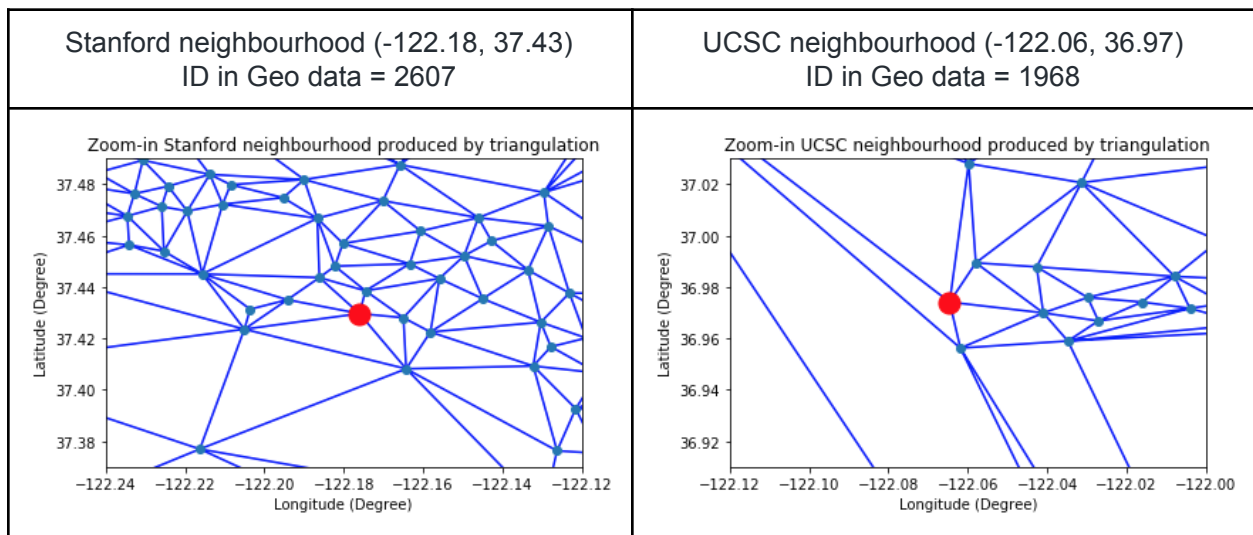 Stanford neighbourhood (-122.18, 37.43)
ID in Geo data = 2607
UCSC neighbourhood (-122.06, 36.97)
ID in Geo data = 1968
Zoom-in Stanford neighbourhood produced by triangulation
37.48
37.46
37.44
37.42
37.40
37.38
Latitude (Degree)
−122.24 −122.22 −122.20 −122.18 −122.16 −122.14 −122.12
Longitude (Degree)
Zoom-in UCSC neighbourhood produced by triangulation
37.02
37.00
36.98
36.96
36.94
36.92
Latitude (Degree)
−122.12 −122.10 −122.08 −122.06 −122.04 −122.02 −122.00
Longitude (Degree)